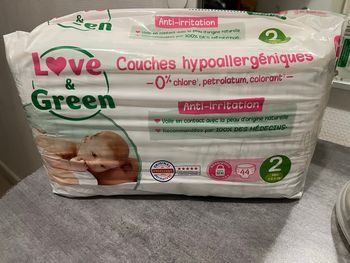 Anti-irritation
2
Love
&
Green
Couches hypoallergéniques
0% chlore, petrolatum, colorant
Anti-irritation
Voile en contact avec la peau d'origine naturelle
Recommandées par 100% DES MÉDECINS
44
2